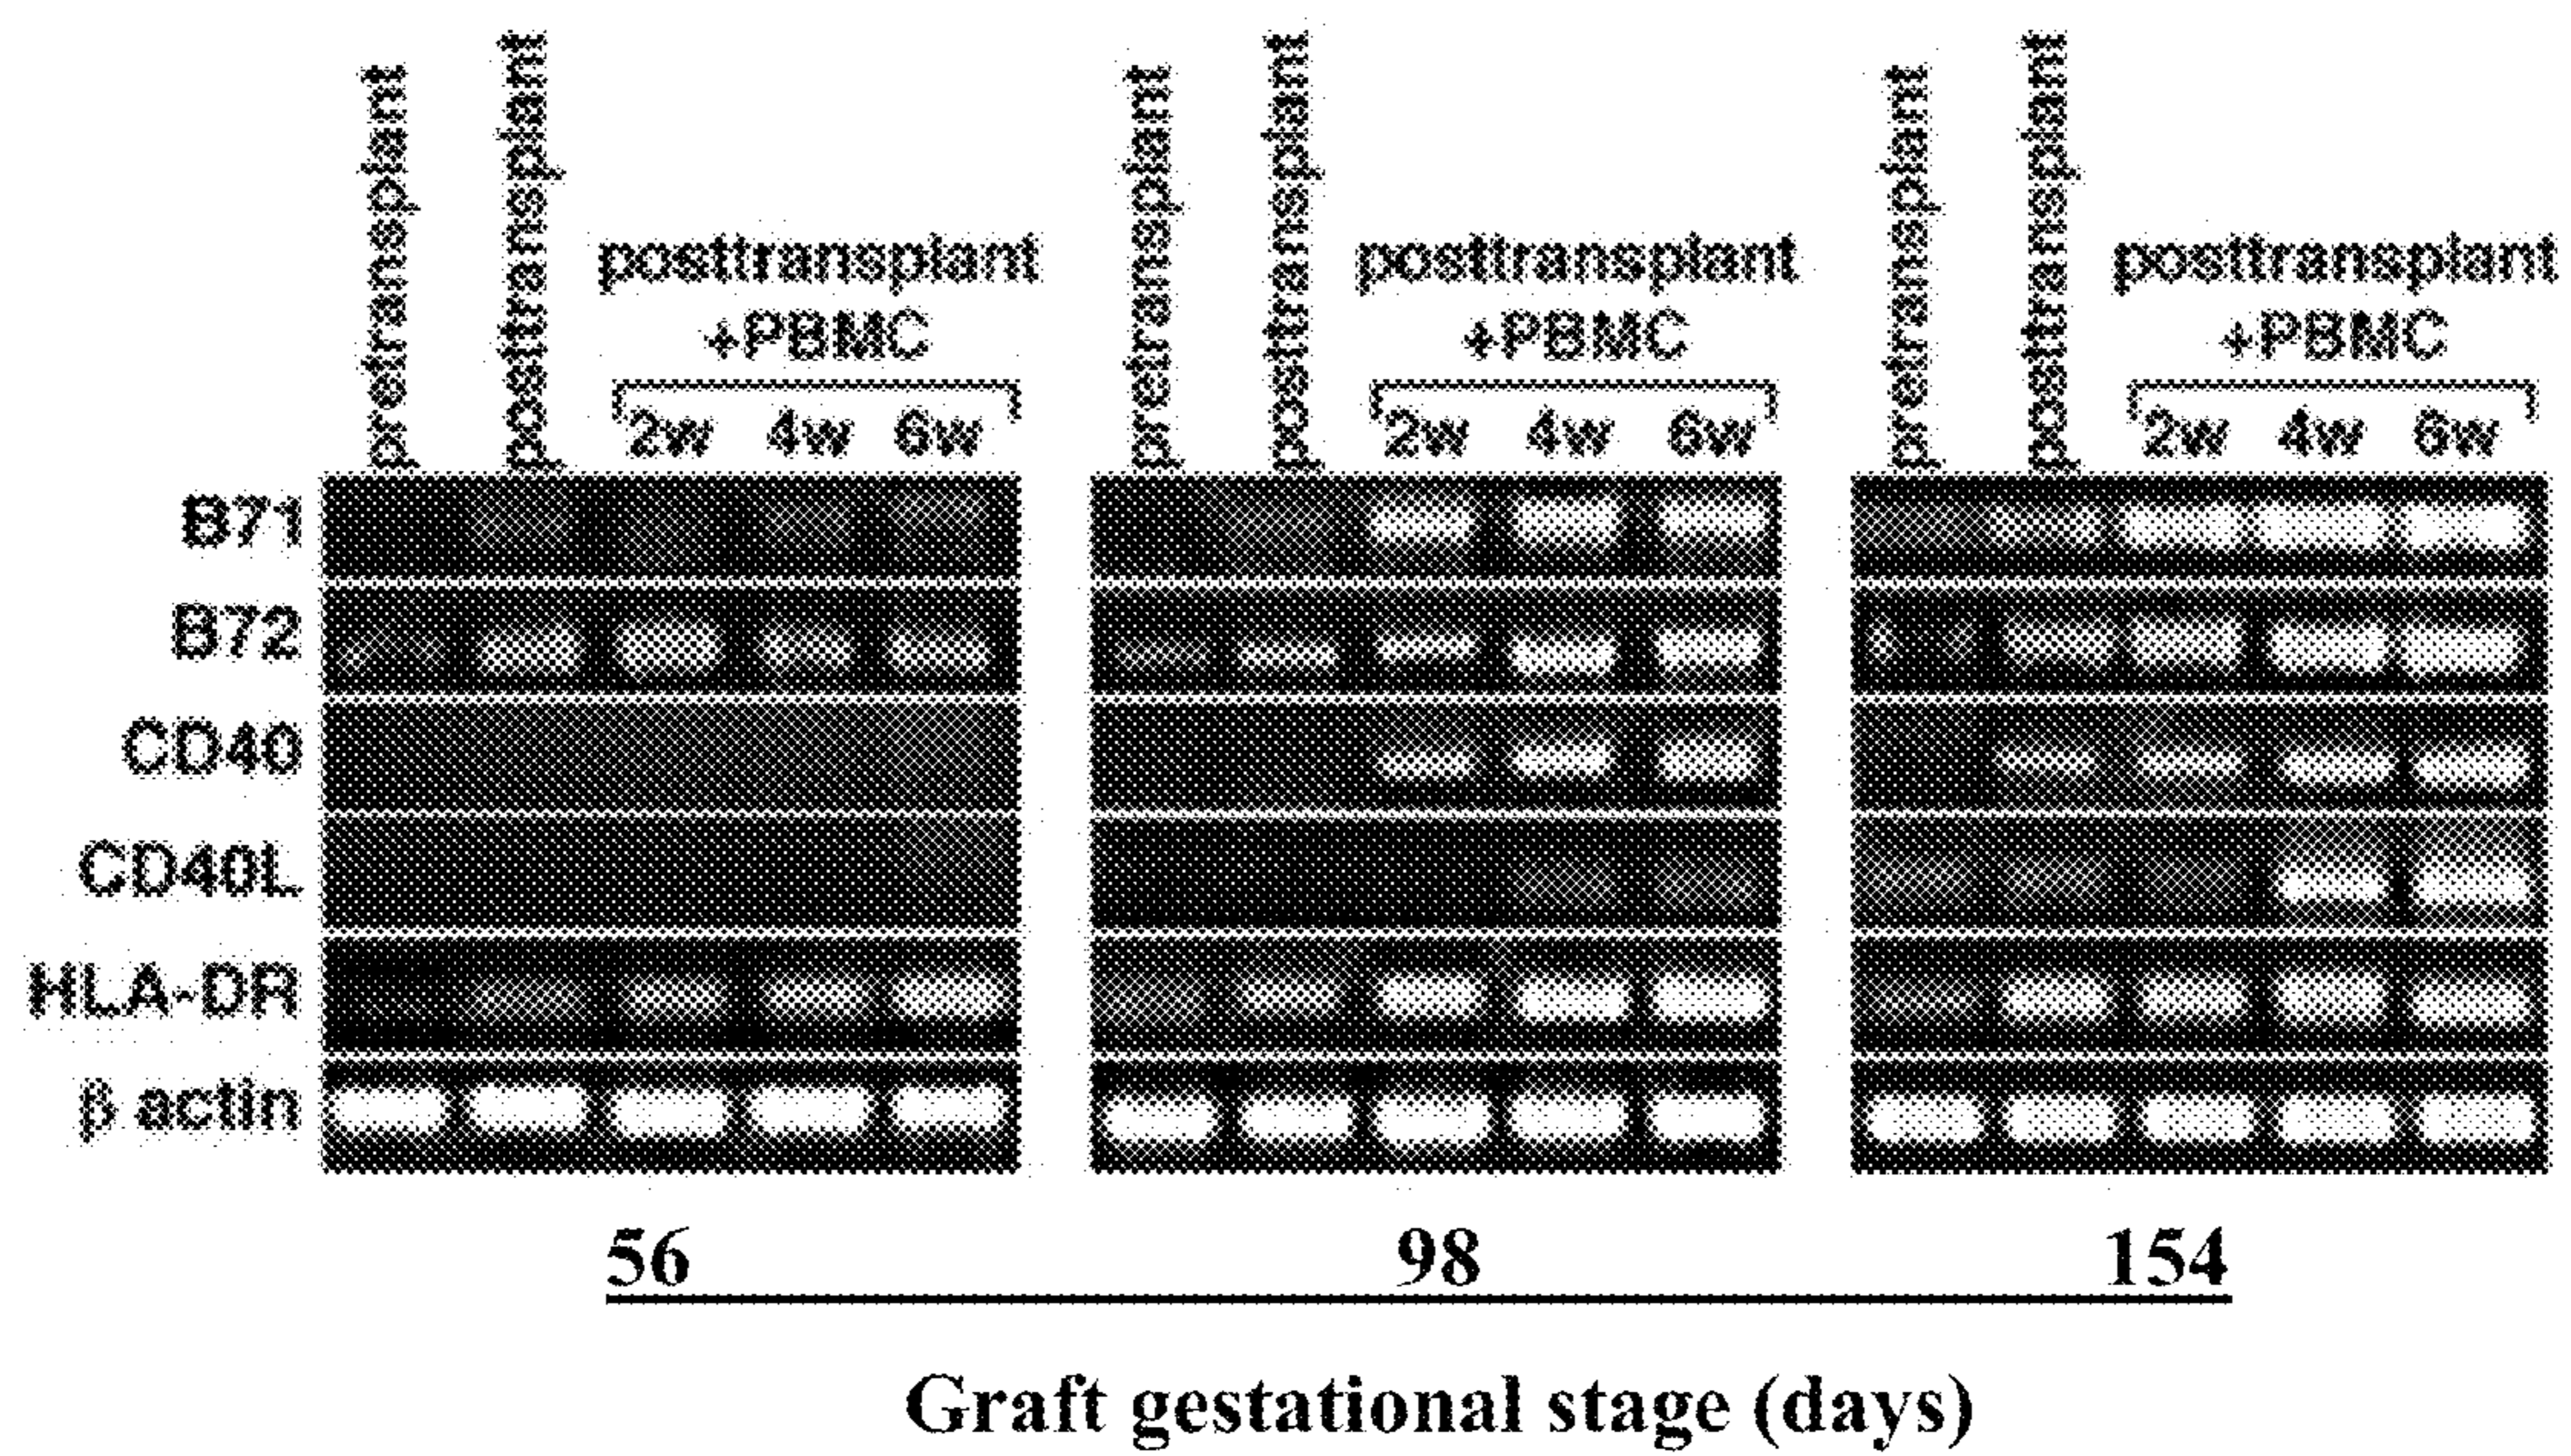 pretransplant posttransplant pretransplant posttransplant pretransplant posttransplant
posttransplant posttransplant posttransplant
+PBMC +PBMC +PBMC
2w 4w 6w 2w 4w 6w 2w 4w 6w
B71
B72
CD40
CD40L
HLA-DR
β actin
56 98 154
Graft gestational stage (days)